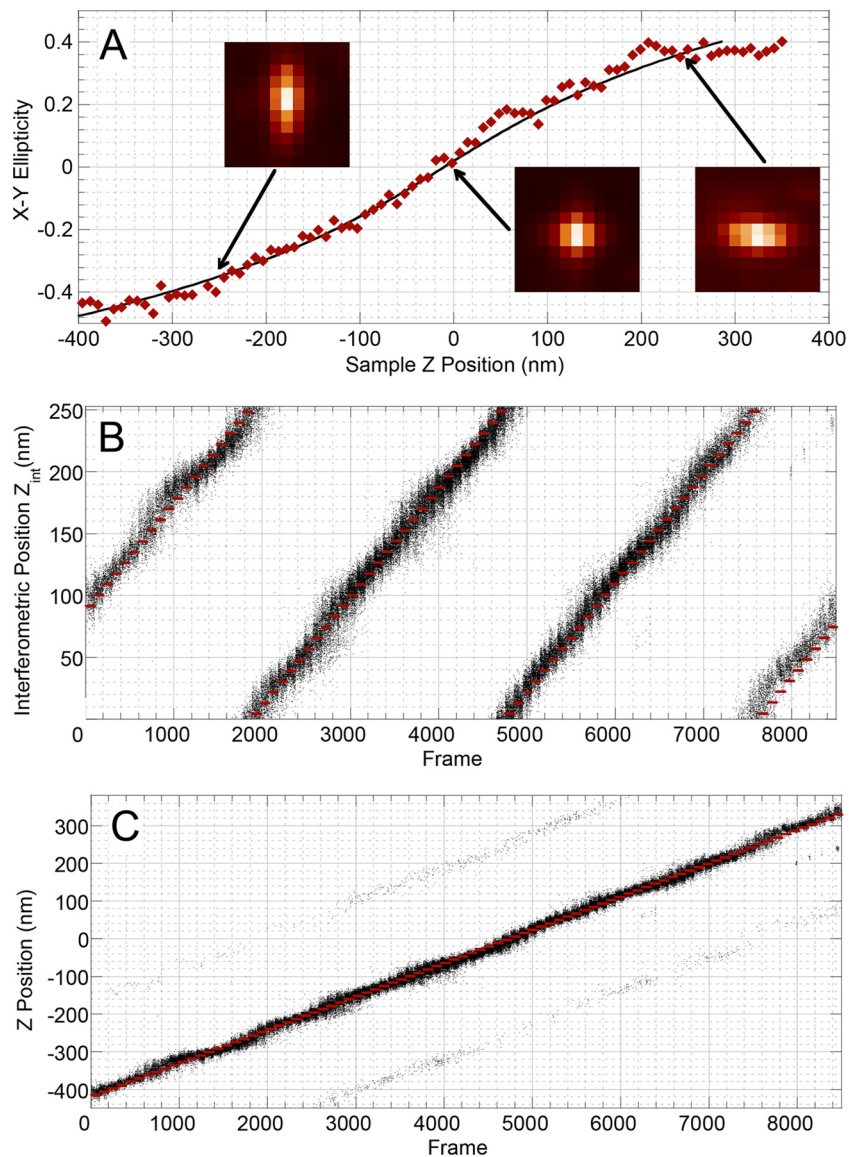 A
X-Y Ellipticity
0.4
0.2
0
-0.2
-0.4
-400 -300 -200 -100 0 100 200 300 400
Sample Z Position (nm)
B
Interferometric Position Zint(nm)
250
200
150
100
50
0 1000 2000 3000 4000 5000 6000 7000 8000
Frame
C
Z Position (nm)
300
200
100
0
-100
-200
-300
-400
0 1000 2000 3000 4000 5000 6000 7000 8000
Frame